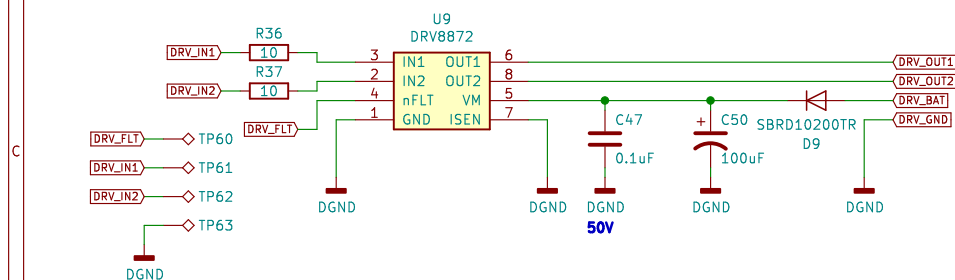 U9
DRV8872
R36
DRV_IN1 10 3 IN1 OUT1 6 DRV_OUT1
R37
DRV_IN2 10 2 IN2 OUT2 8 DRV_OUT2
4 nFLT VM 5 DRV_BAT
DRV_FLT 1 GND ISEN 7 + C50 SBRD10200TR DRV_GND
C47
D9
DRV_FLT TP60
C
0.1uF 100uF
DRV_IN1 TP61
DRV_IN2 TP62
DGND DGND DGND DGND DGND
TP63 50V
DGND